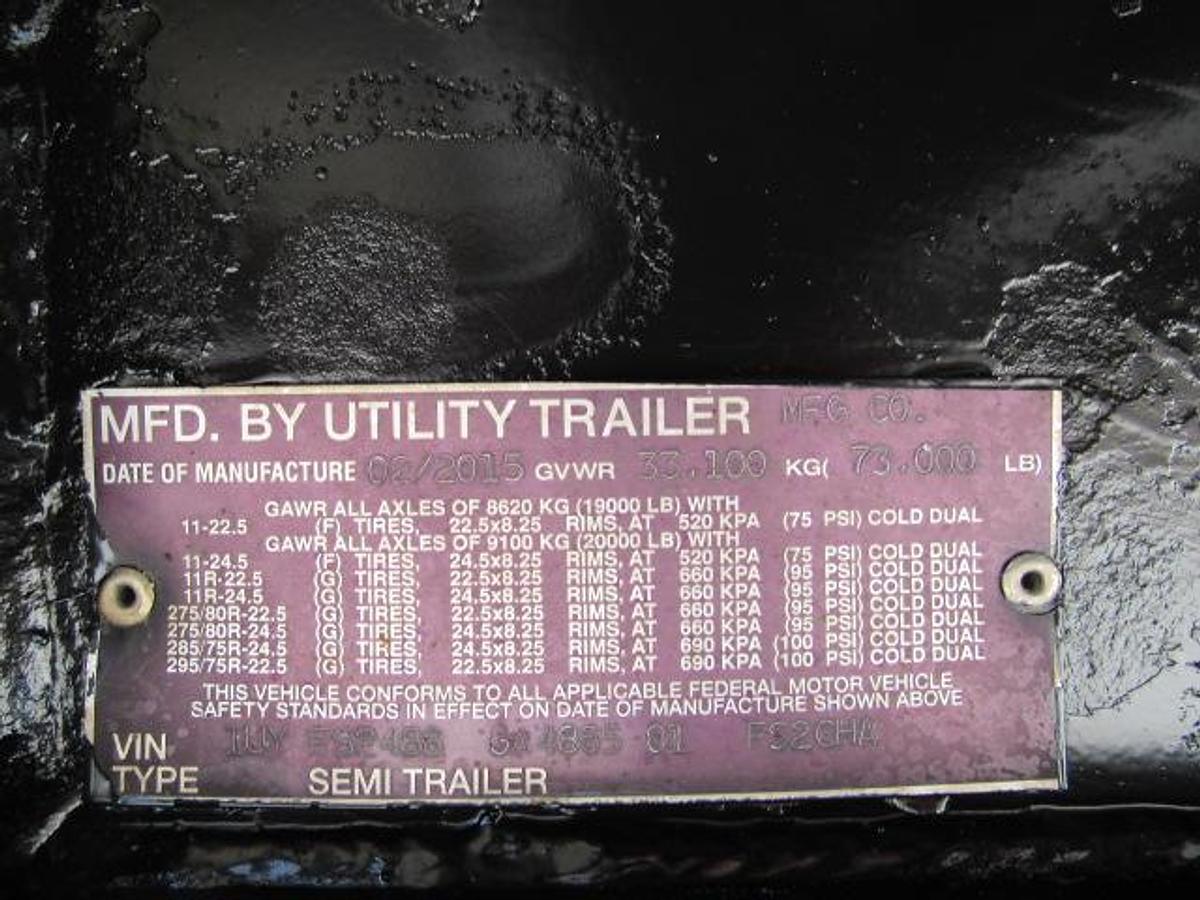 MFD. BY UTILITY TRAILER MFG CO.
DATE OF MANUFACTURE 02/2015 GVWR 33.100 KG( 73.000 LB)
GAWR ALL AXLES OF 8620 KG (19000 LB) WITH
11-22.5 (F) TIRES, 22.5x8.25 RIMS, AT 520 KPA (75 PSI) COLD DUAL
GAWR ALL AXLES OF 9100 KG (20000 LB) WITH
11-24.5 (F) TIRES, 24.5x8.25 RIMS, AT 520 KPA (75 PSI) COLD DUAL
11R-22.5 (G) TIRES, 22.5x8.25 RIMS, AT 660 KPA (95 PSI) COLD DUAL
11R-24.5 (G) TIRES, 24.5x8.25 RIMS, AT 660 KPA (95 PSI) COLD DUAL
275/80R-22.5 (G) TIRES, 22.5x8.25 RIMS, AT 660 KPA (95 PSI) COLD DUAL
275/80R-24.5 (G) TIRES, 24.5x8.25 RIMS, AT 660 KPA (95 PSI) COLD DUAL
285/75R-24.5 (G) TIRES, 24.5x8.25 RIMS, AT 690 KPA (100 PSI) COLD DUAL
295/75R-22.5 (G) TIRES, 22.5x8.25 RIMS, AT 690 KPA (100 PSI) COLD DUAL
THIS VEHICLE CONFORMS TO ALL APPLICABLE FEDERAL MOTOR VEHICLE
SAFETY STANDARDS IN EFFECT ON DATE OF MANUFACTURE SHOWN ABOVE
VIN 1UY 01
TYPE SEMI TRAILER